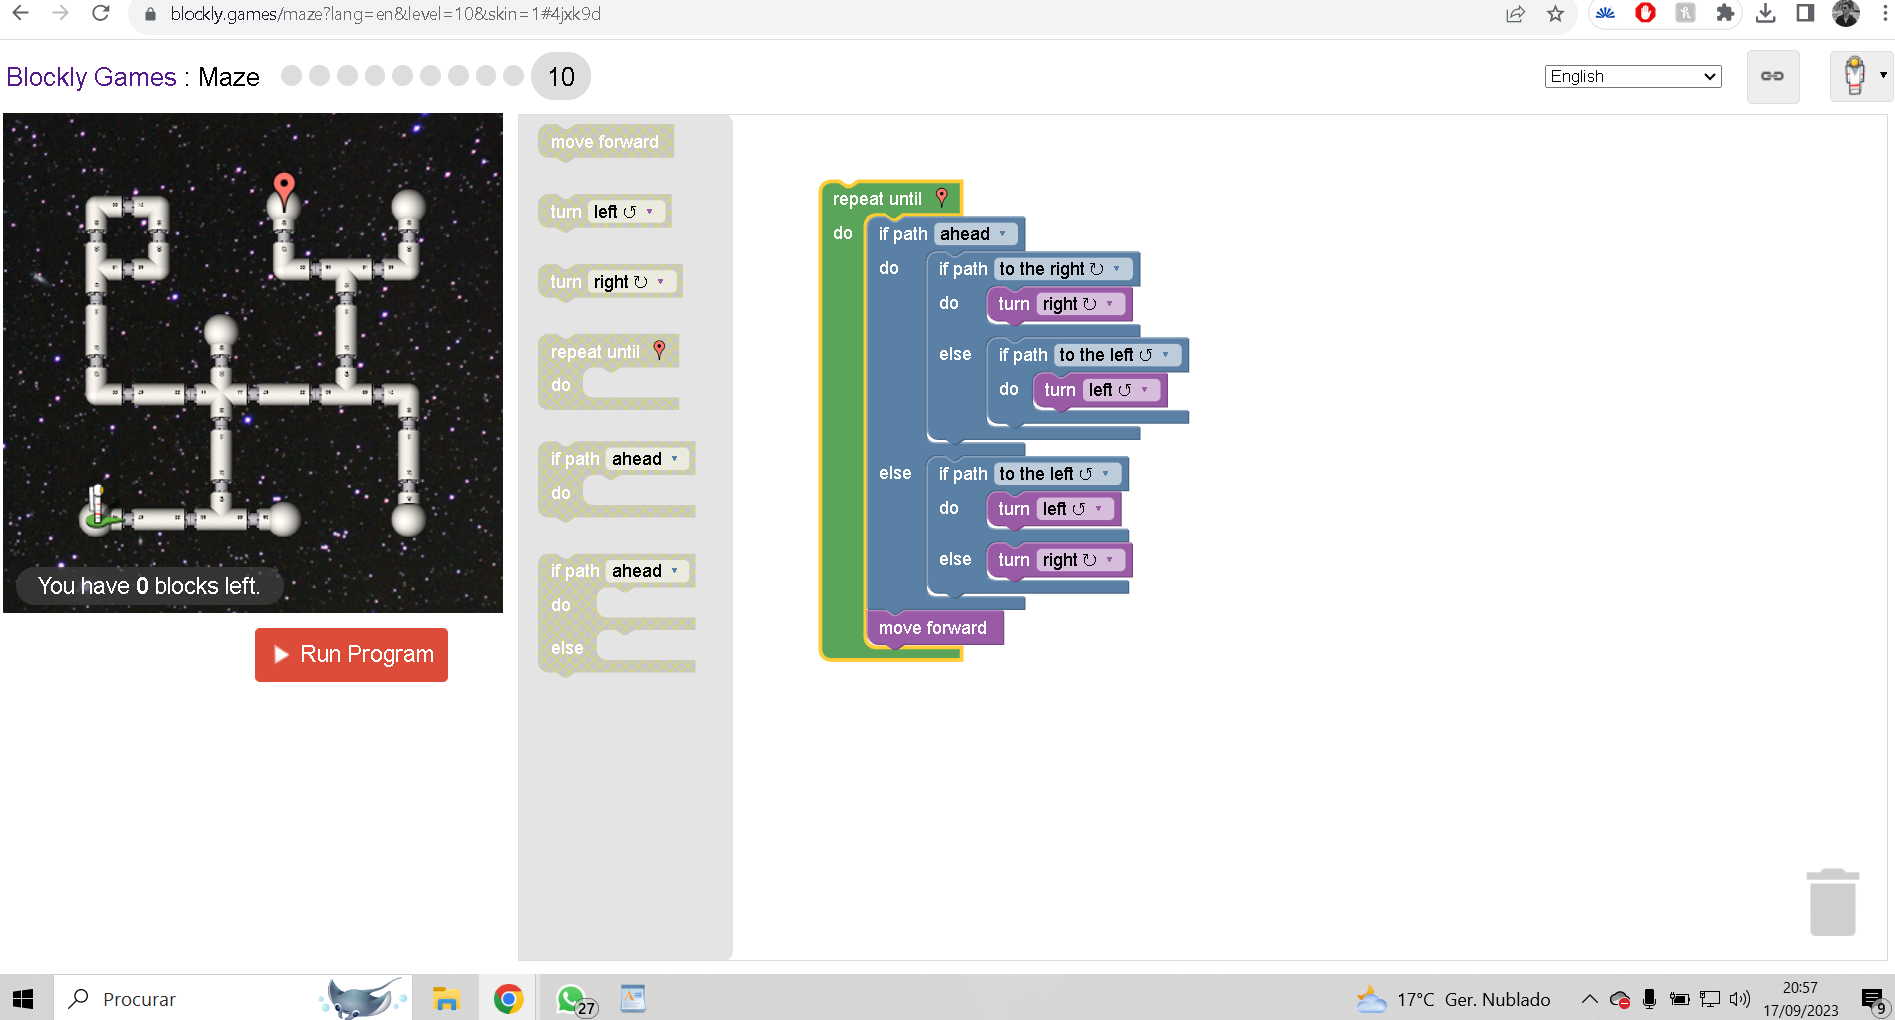 blockly.games/maze?lang=en&level=10&skin=1#4jxk9d
Blockly Games : Maze
10
English
You have 0 blocks left.
Run Program
move forward
turn left ↺
turn right ↻
repeat until
do
if path ahead
do
if path ahead
do
else
repeat until
do
if path ahead
do
if path to the right ↻
do
turn right ↻
else
if path to the left ↺
do
turn left ↺
else
if path to the left ↺
do
turn left ↺
else
turn right ↻
move forward
Procurar
27
17°C Ger. Nublado
20:57
17/09/2023
9